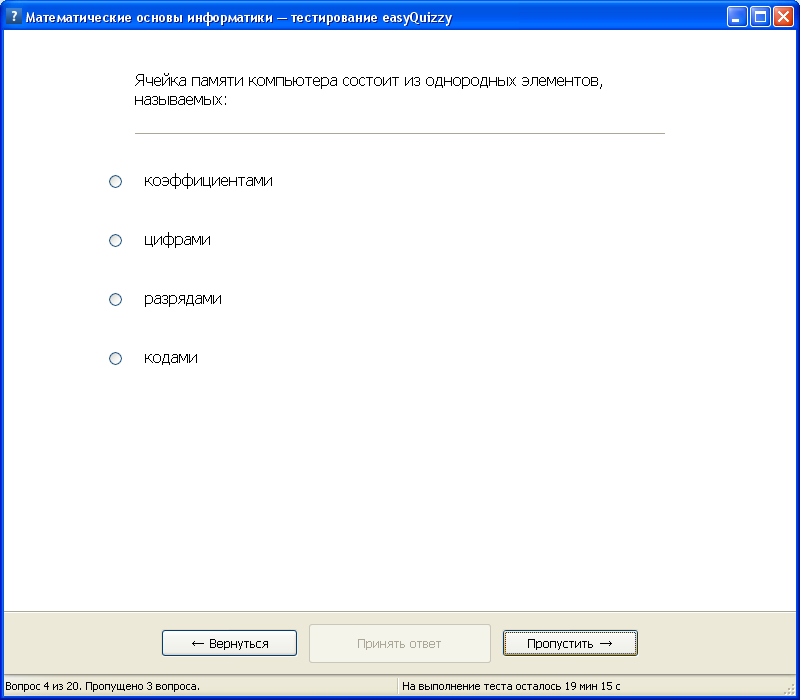 Математические основы информатики — тестирование easyQuizzy
Ячейка памяти компьютера состоит из однородных элементов,
называемых:
коэффициентами
цифрами
разрядами
кодами
← Вернуться
Принять ответ
Пропустить →
Вопрос 4 из 20. Пропущено 3 вопроса.
На выполнение теста осталось 19 мин 15 с